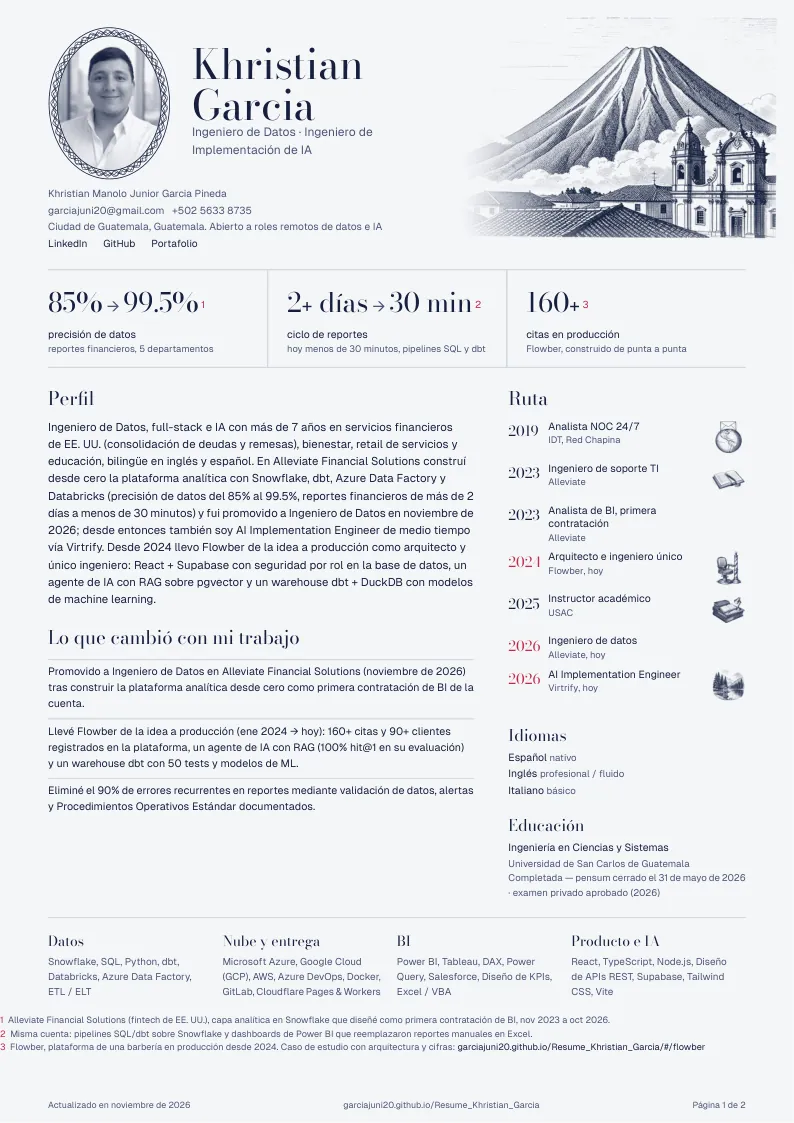 Khristian
Garcia
Ingeniero de Datos · Ingeniero de
Implementación de IA
Khristian Manolo Junior Garcia Pineda
garciajuni20@gmail.com +502 5633 8735
Ciudad de Guatemala, Guatemala. Abierto a roles remotos de datos e IA
LinkedIn GitHub Portafolio
85% → 99.5% 1
precisión de datos
reportes financieros, 5 departamentos
2+ días → 30 min 2
ciclo de reportes
hoy menos de 30 minutos, pipelines SQL y dbt
160+ 3
citas en producción
Flowber, construido de punta a punta
Perfil
Ingeniero de Datos, full-stack e IA con más de 7 años en servicios financieros
de EE. UU. (consolidación de deudas y remesas), bienestar, retail de servicios y
educación, bilingüe en inglés y español. En Alleviate Financial Solutions construí
desde cero la plataforma analítica con Snowflake, dbt, Azure Data Factory y
Databricks (precisión de datos del 85% al 99.5%, reportes financieros de más de 2
días a menos de 30 minutos) y fui promovido a Ingeniero de Datos en noviembre de
2026; desde entonces también soy AI Implementation Engineer de medio tiempo
vía Virtrify. Desde 2024 llevo Flowber de la idea a producción como arquitecto y
único ingeniero: React + Supabase con seguridad por rol en la base de datos, un
agente de IA con RAG sobre pgvector y un warehouse dbt + DuckDB con modelos
de machine learning.
Lo que cambió con mi trabajo
Promovido a Ingeniero de Datos en Alleviate Financial Solutions (noviembre de 2026)
tras construir la plataforma analítica desde cero como primera contratación de BI de la
cuenta.
Llevé Flowber de la idea a producción (ene 2024 → hoy): 160+ citas y 90+ clientes
registrados en la plataforma, un agente de IA con RAG (100% hit@1 en su evaluación)
y un warehouse dbt con 50 tests y modelos de ML.
Eliminé el 90% de errores recurrentes en reportes mediante validación de datos, alertas
y Procedimientos Operativos Estándar documentados.
Ruta
2019 Analista NOC 24/7
IDT, Red Chapina
2023 Ingeniero de soporte TI
Alleviate
2023 Analista de BI, primera
contratación
Alleviate
2024 Arquitecto e ingeniero único
Flowber, hoy
2025 Instructor académico
USAC
2026 Ingeniero de datos
Alleviate, hoy
2026 AI Implementation Engineer
Virtrify, hoy
Idiomas
Español nativo
Inglés profesional / fluido
Italiano básico
Educación
Ingeniería en Ciencias y Sistemas
Universidad de San Carlos de Guatemala
Completada — pensum cerrado el 31 de mayo de 2026
· examen privado aprobado (2026)
Datos
Snowflake, SQL, Python, dbt,
Databricks, Azure Data Factory,
ETL / ELT
Nube y entrega
Microsoft Azure, Google Cloud
(GCP), AWS, Azure DevOps, Docker,
GitLab, Cloudflare Pages & Workers
BI
Power BI, Tableau, DAX, Power
Query, Salesforce, Diseño de KPIs,
Excel / VBA
Producto e IA
React, TypeScript, Node.js, Diseño
de APIs REST, Supabase, Tailwind
CSS, Vite
1 Alleviate Financial Solutions (fintech de EE. UU.), capa analítica en Snowflake que diseñé como primera contratación de BI, nov 2023 a oct 2026.
2 Misma cuenta: pipelines SQL/dbt sobre Snowflake y dashboards de Power BI que reemplazaron reportes manuales en Excel.
3 Flowber, plataforma de una barbería en producción desde 2024. Caso de estudio con arquitectura y cifras: garciajuni20.github.io/Resume_Khristian_Garcia/#/flowber
Actualizado en noviembre de 2026 garciajuni20.github.io/Resume_Khristian_Garcia Página 1 de 2